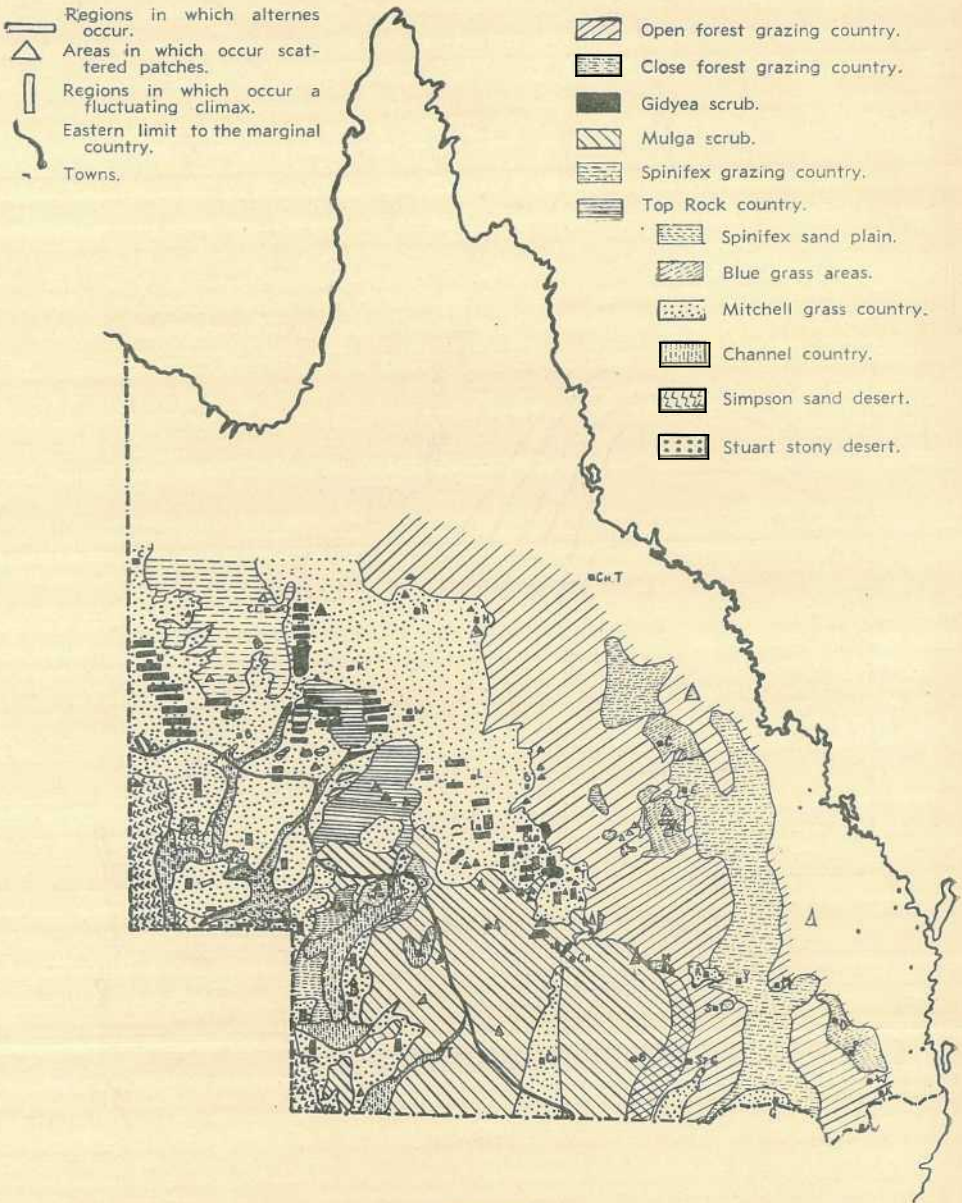 Regions in which alternes
occur.
Areas in which occur scat-
tered patches.
Regions in which occur a
fluctuating climax.
Eastern limit to the marginal
country.
Towns.
Open forest grazing country.
Close forest grazing country.
Gidyea scrub.
Mulga scrub.
Spinifex grazing country.
Top Rock country.
Spinifex sand plain.
Blue grass areas.
Mitchell grass country.
Channel country.
Simpson sand desert.
Stuart stony desert.
CH.T
R
H
K
W
L
C
E
A
CH
Y
CU
B
ST G
G